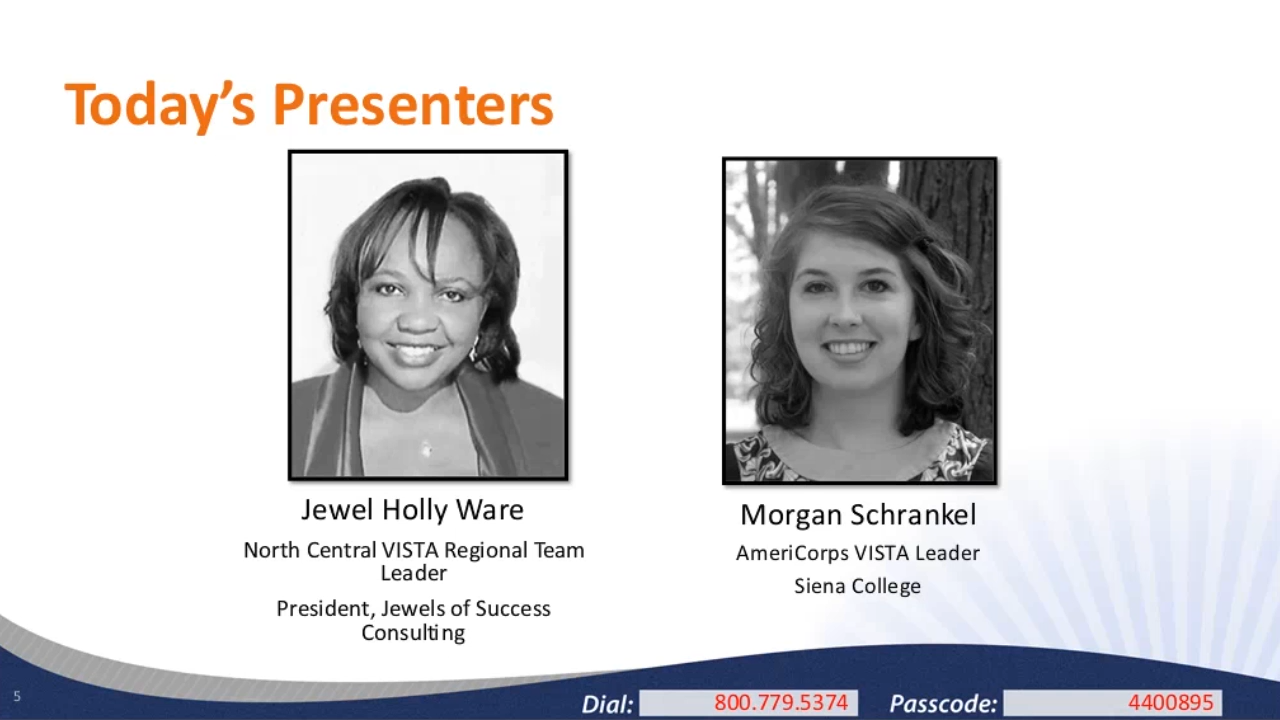 Today's Presenters
Jewel Holly Ware
North Central VISTA Regional Team
Leader
President, Jewels of Success
Consulting
Morgan Schrankel
AmeriCorps VISTA Leader
Siena College
5
Dial: 800.779.5374 Passcode: 4400895